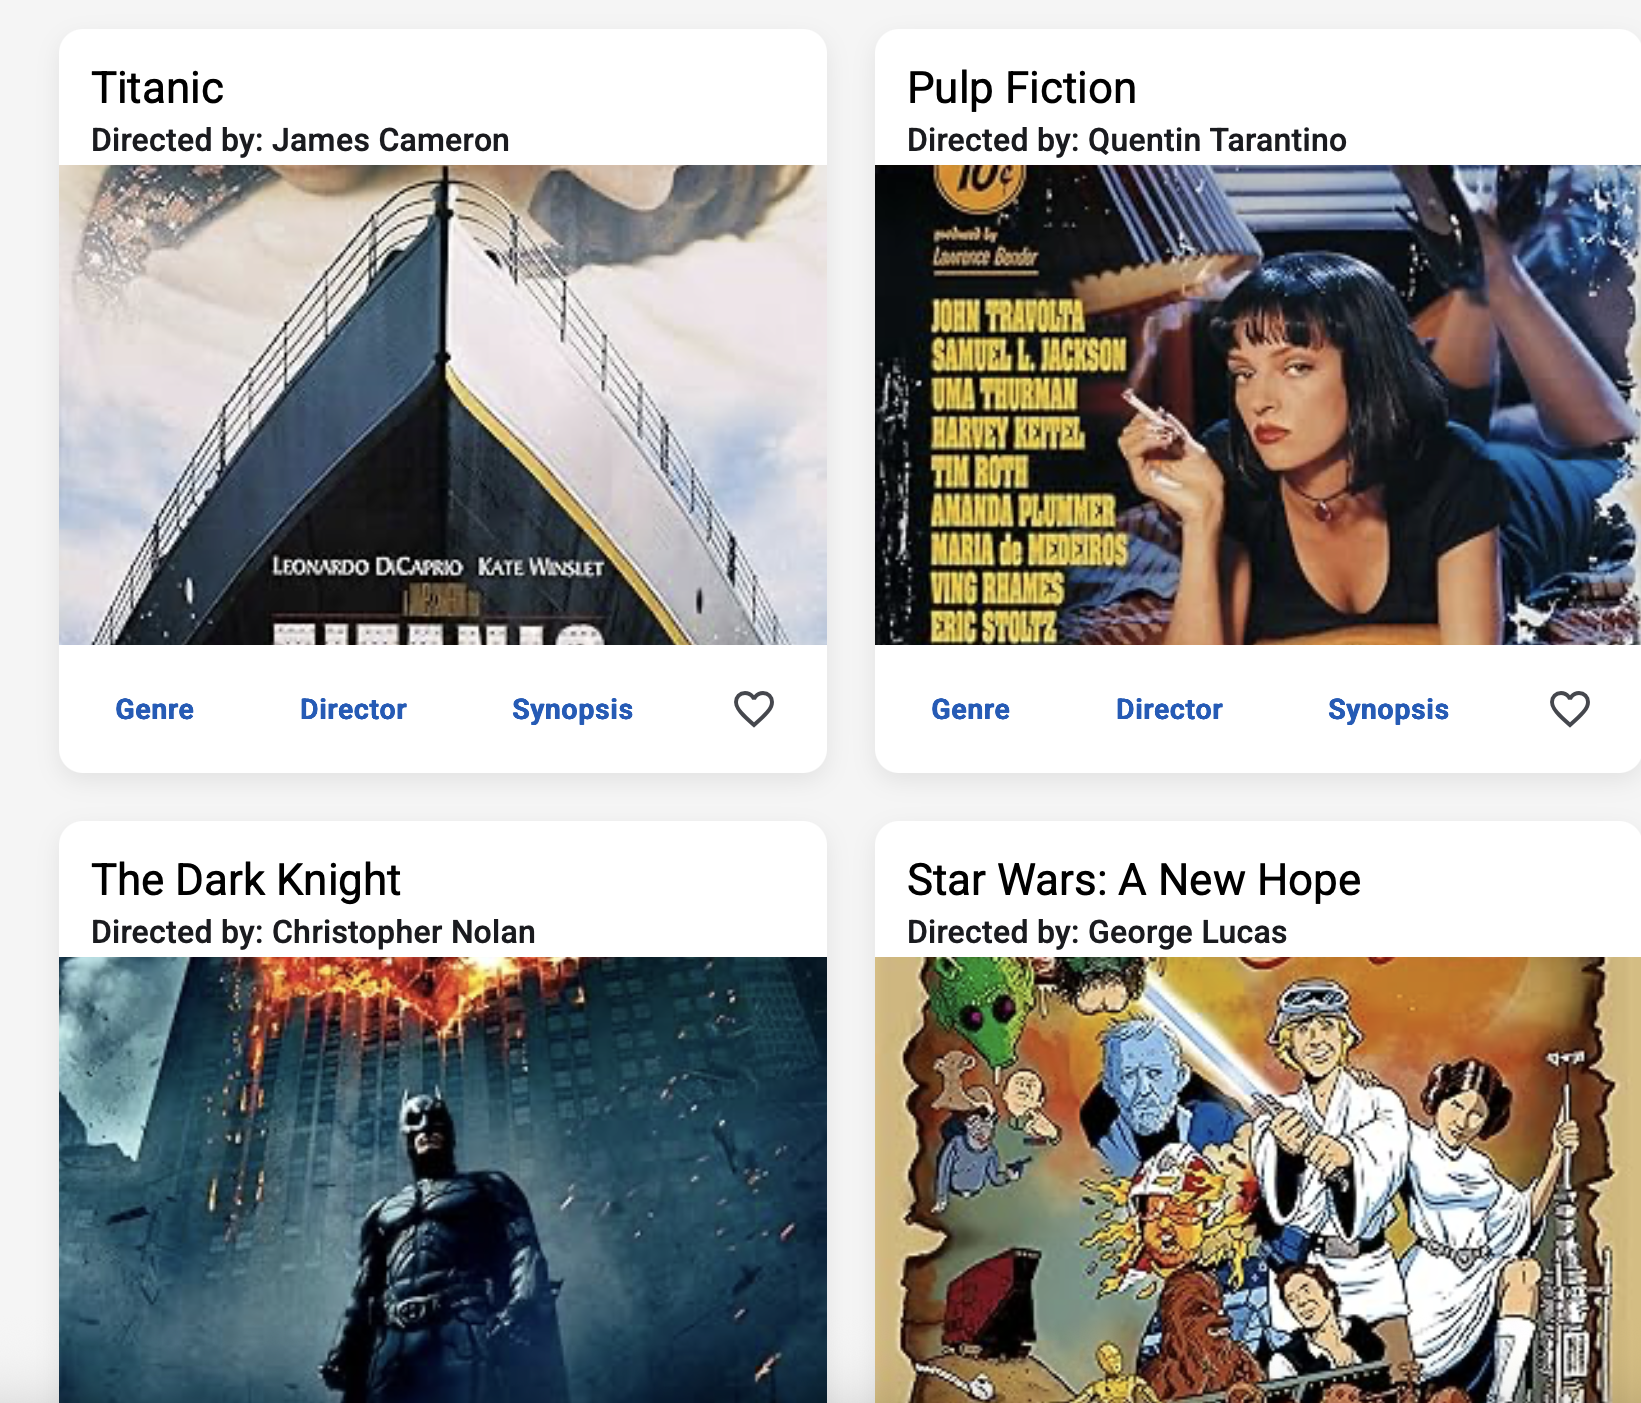 Titanic
Directed by: James Cameron
LEONARDO DICAPRIO KATE WINSLET
TITANIC
Genre
Director
Synopsis
Pulp Fiction
Directed by: Quentin Tarantino
10¢
produced by
Lawrence Bender
JOHN TRAVOLTA
SAMUEL L. JACKSON
UMA THURMAN
HARVEY KEITEL
TIM ROTH
AMANDA PLUMMER
MARIA de MEDEIROS
VING RHAMES
ERIC STOLTZ
Genre
Director
Synopsis
The Dark Knight
Directed by: Christopher Nolan
Star Wars: A New Hope
Directed by: George Lucas